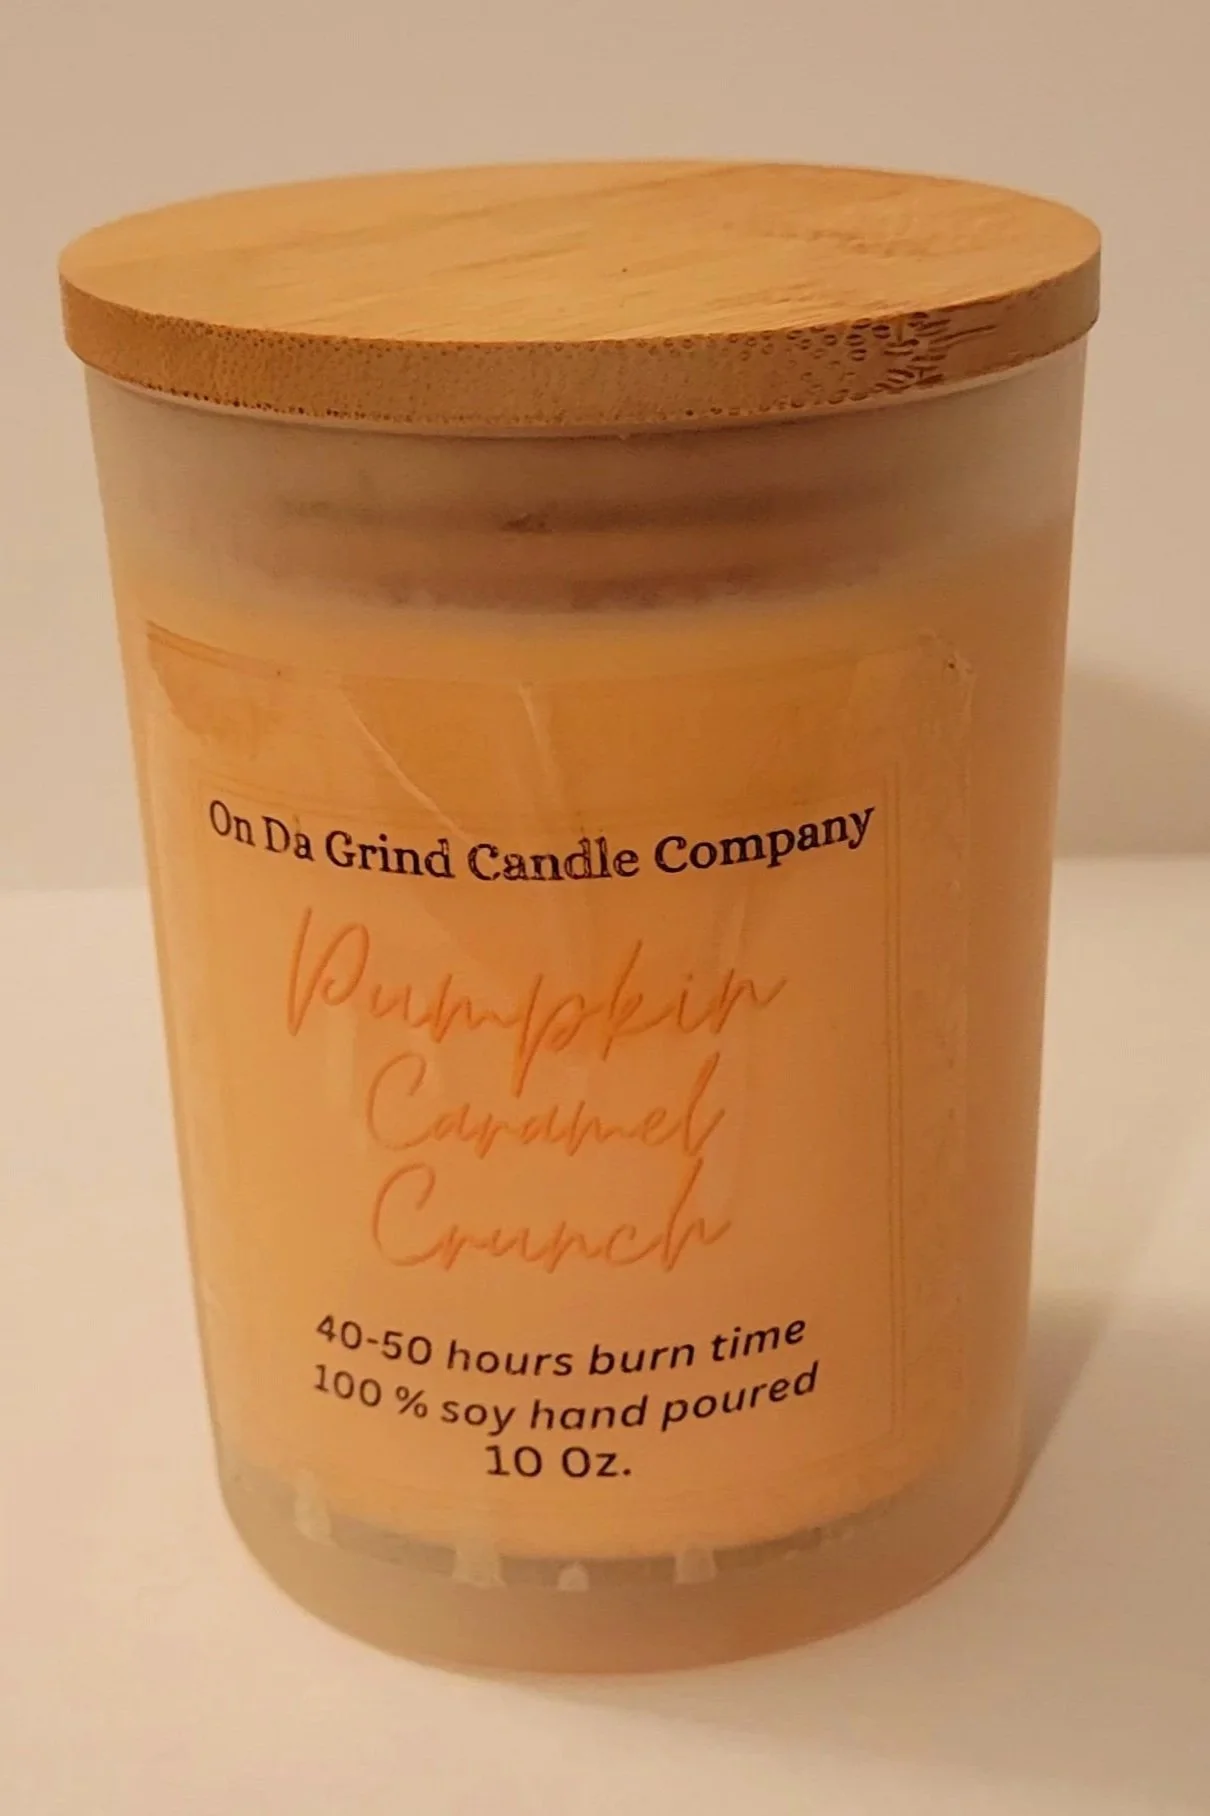 On Da Grind Candle Company
Pumpkin
Caramel
Crunch
40-50 hours burn time
100 % soy hand poured
10 Oz.